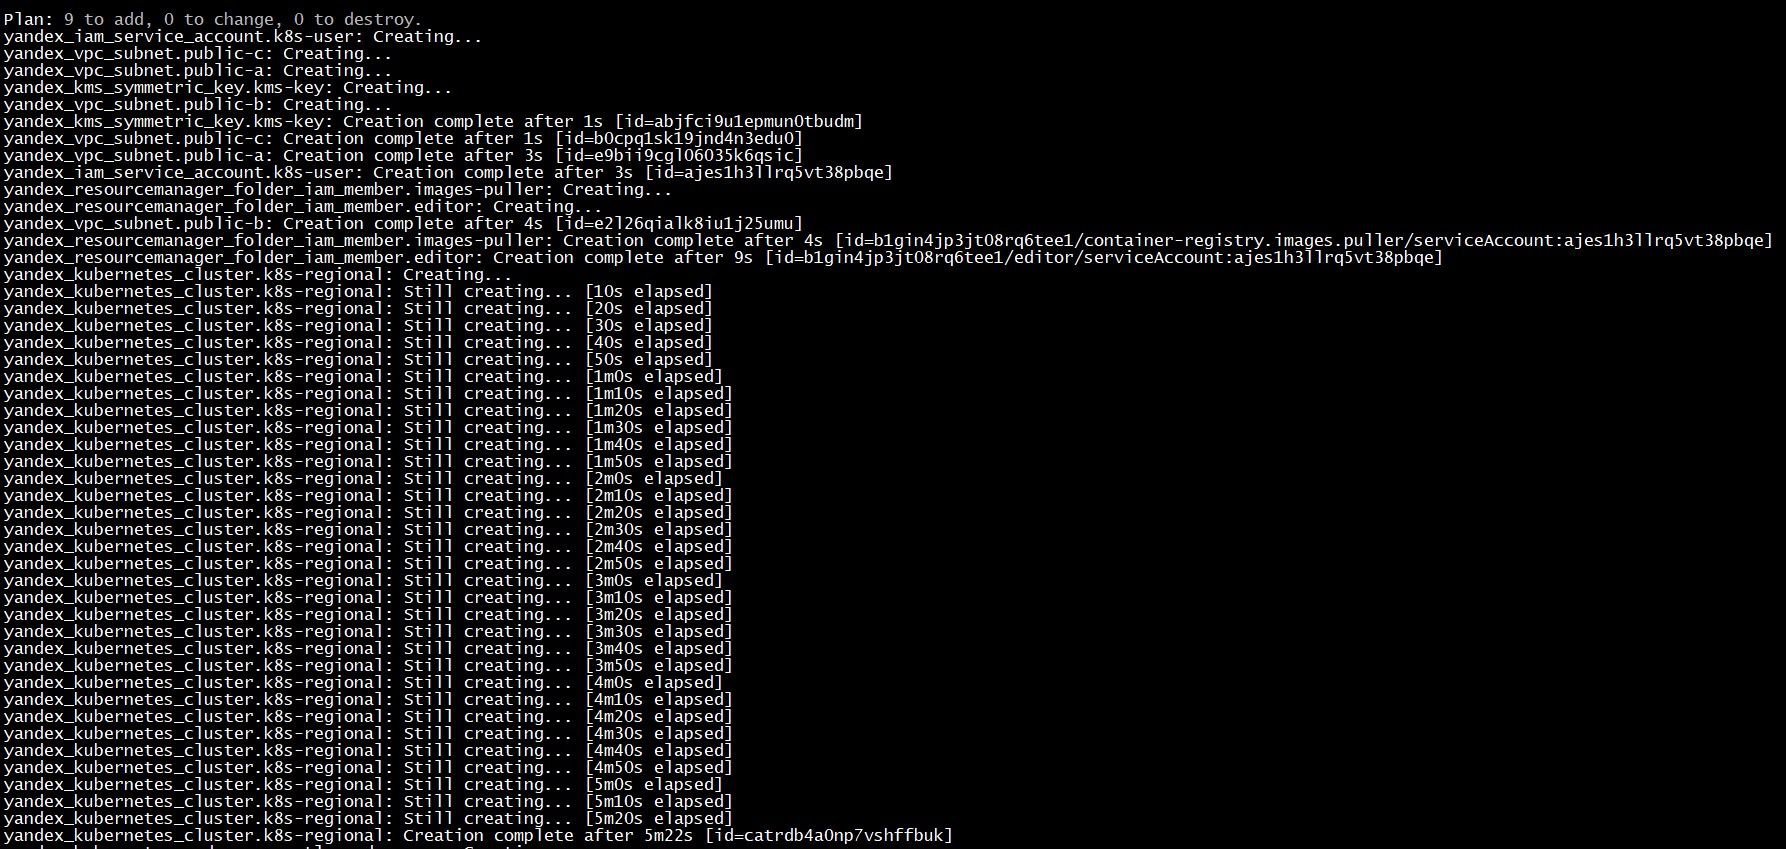 Plan: 9 to add, 0 to change, 0 to destroy.
yandex_iam_service_account.k8s-user: Creating...
yandex_vpc_subnet.public-c: Creating...
yandex_vpc_subnet.public-a: Creating...
yandex_kms_symmetric_key.kms-key: Creating...
yandex_vpc_subnet.public-b: Creating...
yandex_kms_symmetric_key.kms-key: Creation complete after 1s [id=abjfci9u1epmun0tbudm]
yandex_vpc_subnet.public-c: Creation complete after 1s [id=b0cpq1sk19jnd4n3edu0]
yandex_vpc_subnet.public-a: Creation complete after 3s [id=e9bii9cgl06035k6qsic]
yandex_iam_service_account.k8s-user: Creation complete after 3s [id=ajes1h3llrq5vt38pbqe]
yandex_resourcemanager_folder_iam_member.images-puller: Creating...
yandex_resourcemanager_folder_iam_member.editor: Creating...
yandex_vpc_subnet.public-b: Creation complete after 4s [id=e2l26qialk8iu1j25umu]
yandex_resourcemanager_folder_iam_member.images-puller: Creation complete after 4s [id=b1gin4jp3jt08rq6tee1/container-registry.images.puller/serviceAccount:ajes1h3llrq5vt38pbqe]
yandex_resourcemanager_folder_iam_member.editor: Creation complete after 9s [id=b1gin4jp3jt08rq6tee1/editor/serviceAccount:ajes1h3llrq5vt38pbqe]
yandex_kubernetes_cluster.k8s-regional: Creating...
yandex_kubernetes_cluster.k8s-regional: Still creating... [10s elapsed]
yandex_kubernetes_cluster.k8s-regional: Still creating... [20s elapsed]
yandex_kubernetes_cluster.k8s-regional: Still creating... [30s elapsed]
yandex_kubernetes_cluster.k8s-regional: Still creating... [40s elapsed]
yandex_kubernetes_cluster.k8s-regional: Still creating... [50s elapsed]
yandex_kubernetes_cluster.k8s-regional: Still creating... [1m0s elapsed]
yandex_kubernetes_cluster.k8s-regional: Still creating... [1m10s elapsed]
yandex_kubernetes_cluster.k8s-regional: Still creating... [1m20s elapsed]
yandex_kubernetes_cluster.k8s-regional: Still creating... [1m30s elapsed]
yandex_kubernetes_cluster.k8s-regional: Still creating... [1m40s elapsed]
yandex_kubernetes_cluster.k8s-regional: Still creating... [1m50s elapsed]
yandex_kubernetes_cluster.k8s-regional: Still creating... [2m0s elapsed]
yandex_kubernetes_cluster.k8s-regional: Still creating... [2m10s elapsed]
yandex_kubernetes_cluster.k8s-regional: Still creating... [2m20s elapsed]
yandex_kubernetes_cluster.k8s-regional: Still creating... [2m30s elapsed]
yandex_kubernetes_cluster.k8s-regional: Still creating... [2m40s elapsed]
yandex_kubernetes_cluster.k8s-regional: Still creating... [2m50s elapsed]
yandex_kubernetes_cluster.k8s-regional: Still creating... [3m0s elapsed]
yandex_kubernetes_cluster.k8s-regional: Still creating... [3m10s elapsed]
yandex_kubernetes_cluster.k8s-regional: Still creating... [3m20s elapsed]
yandex_kubernetes_cluster.k8s-regional: Still creating... [3m30s elapsed]
yandex_kubernetes_cluster.k8s-regional: Still creating... [3m40s elapsed]
yandex_kubernetes_cluster.k8s-regional: Still creating... [3m50s elapsed]
yandex_kubernetes_cluster.k8s-regional: Still creating... [4m0s elapsed]
yandex_kubernetes_cluster.k8s-regional: Still creating... [4m10s elapsed]
yandex_kubernetes_cluster.k8s-regional: Still creating... [4m20s elapsed]
yandex_kubernetes_cluster.k8s-regional: Still creating... [4m30s elapsed]
yandex_kubernetes_cluster.k8s-regional: Still creating... [4m40s elapsed]
yandex_kubernetes_cluster.k8s-regional: Still creating... [4m50s elapsed]
yandex_kubernetes_cluster.k8s-regional: Still creating... [5m0s elapsed]
yandex_kubernetes_cluster.k8s-regional: Still creating... [5m10s elapsed]
yandex_kubernetes_cluster.k8s-regional: Still creating... [5m20s elapsed]
yandex_kubernetes_cluster.k8s-regional: Creation complete after 5m22s [id=catrdb4a0np7vshffbuk]